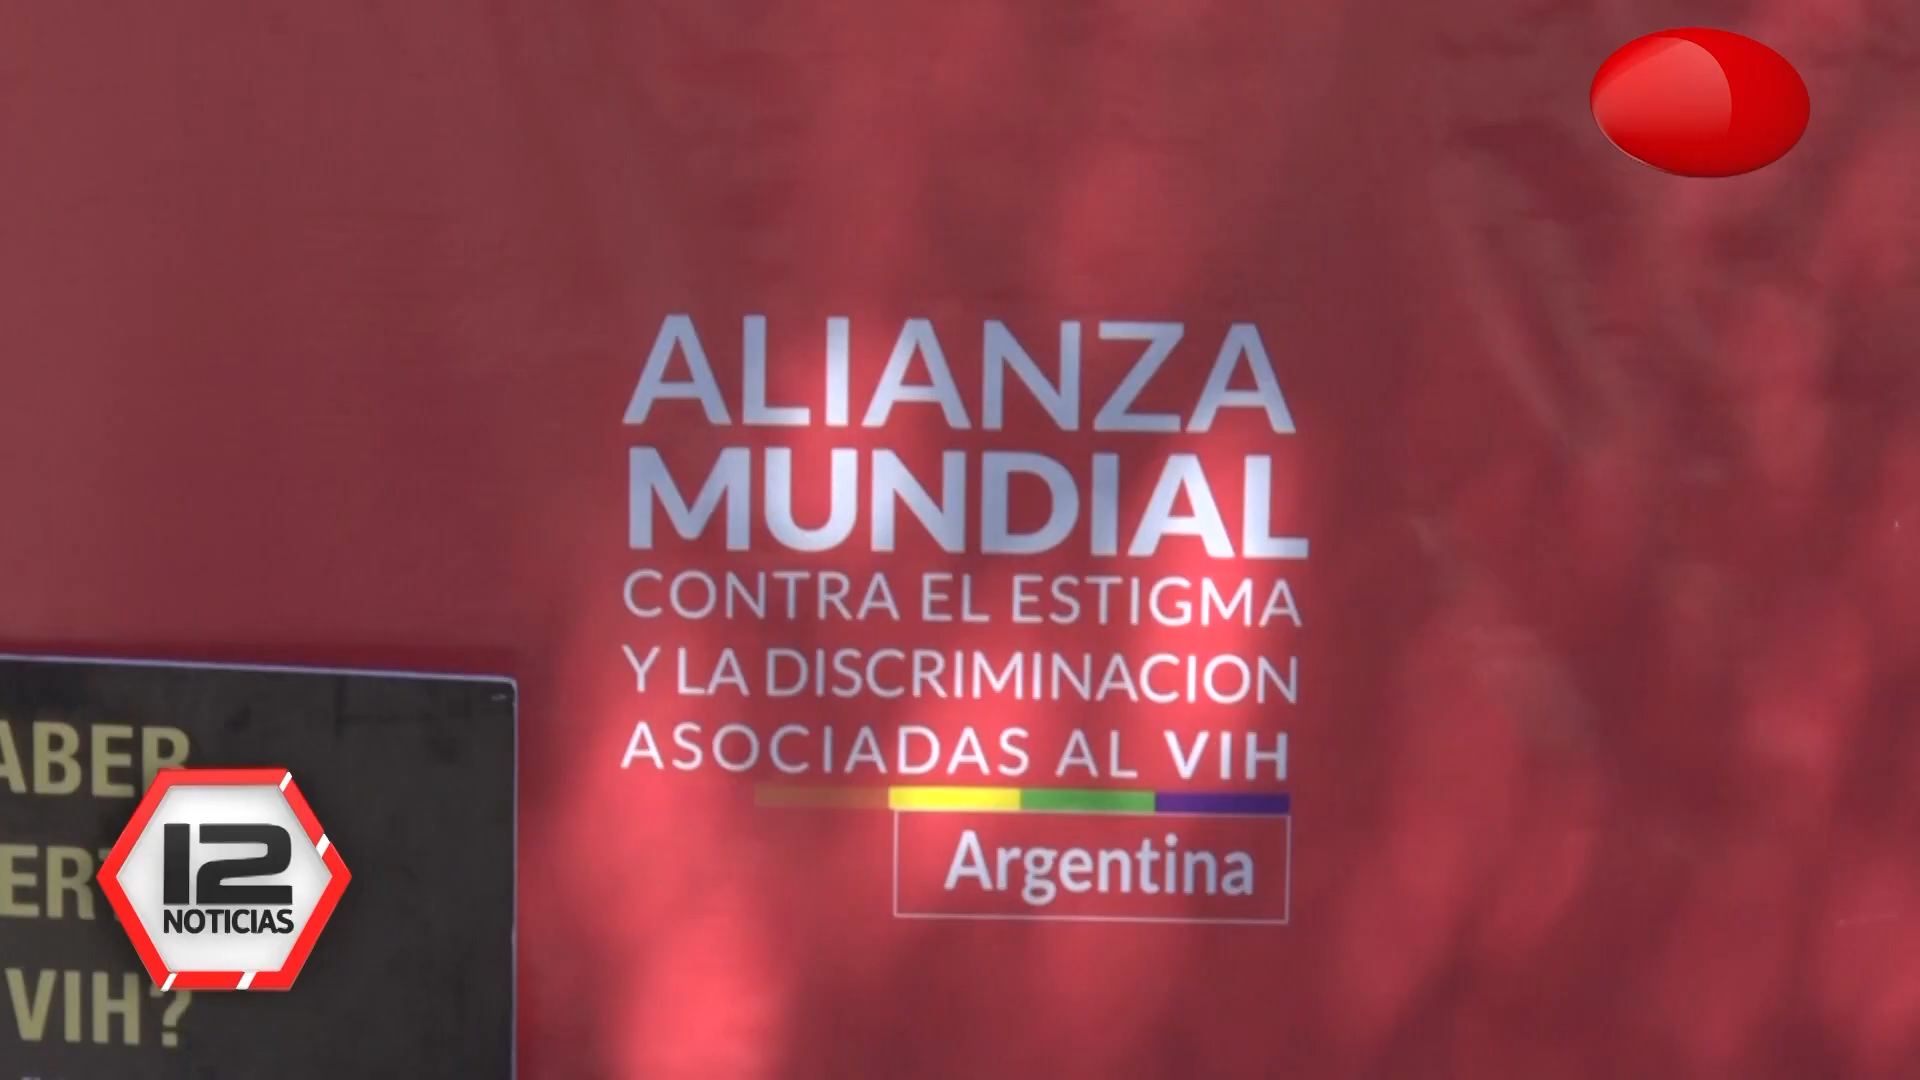 ALIANZA
MUNDIAL
CONTRA EL ESTIGMA
Y LA DISCRIMINACION
ASOCIADAS AL VIH
Argentina
VIH?
12
NOTICIAS